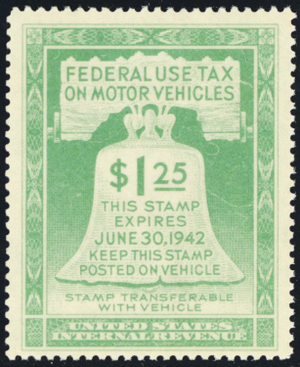 FEDERAL USE TAX
ON MOTOR VEHICLES
$1.25
THIS STAMP
EXPIRES
JUNE 30,1942
KEEP THIS STAMP
POSTED ON VEHICLE
STAMP TRANSFERABLE
WITH VEHICLE
UNITED STATES
INTERNAL REVENUE